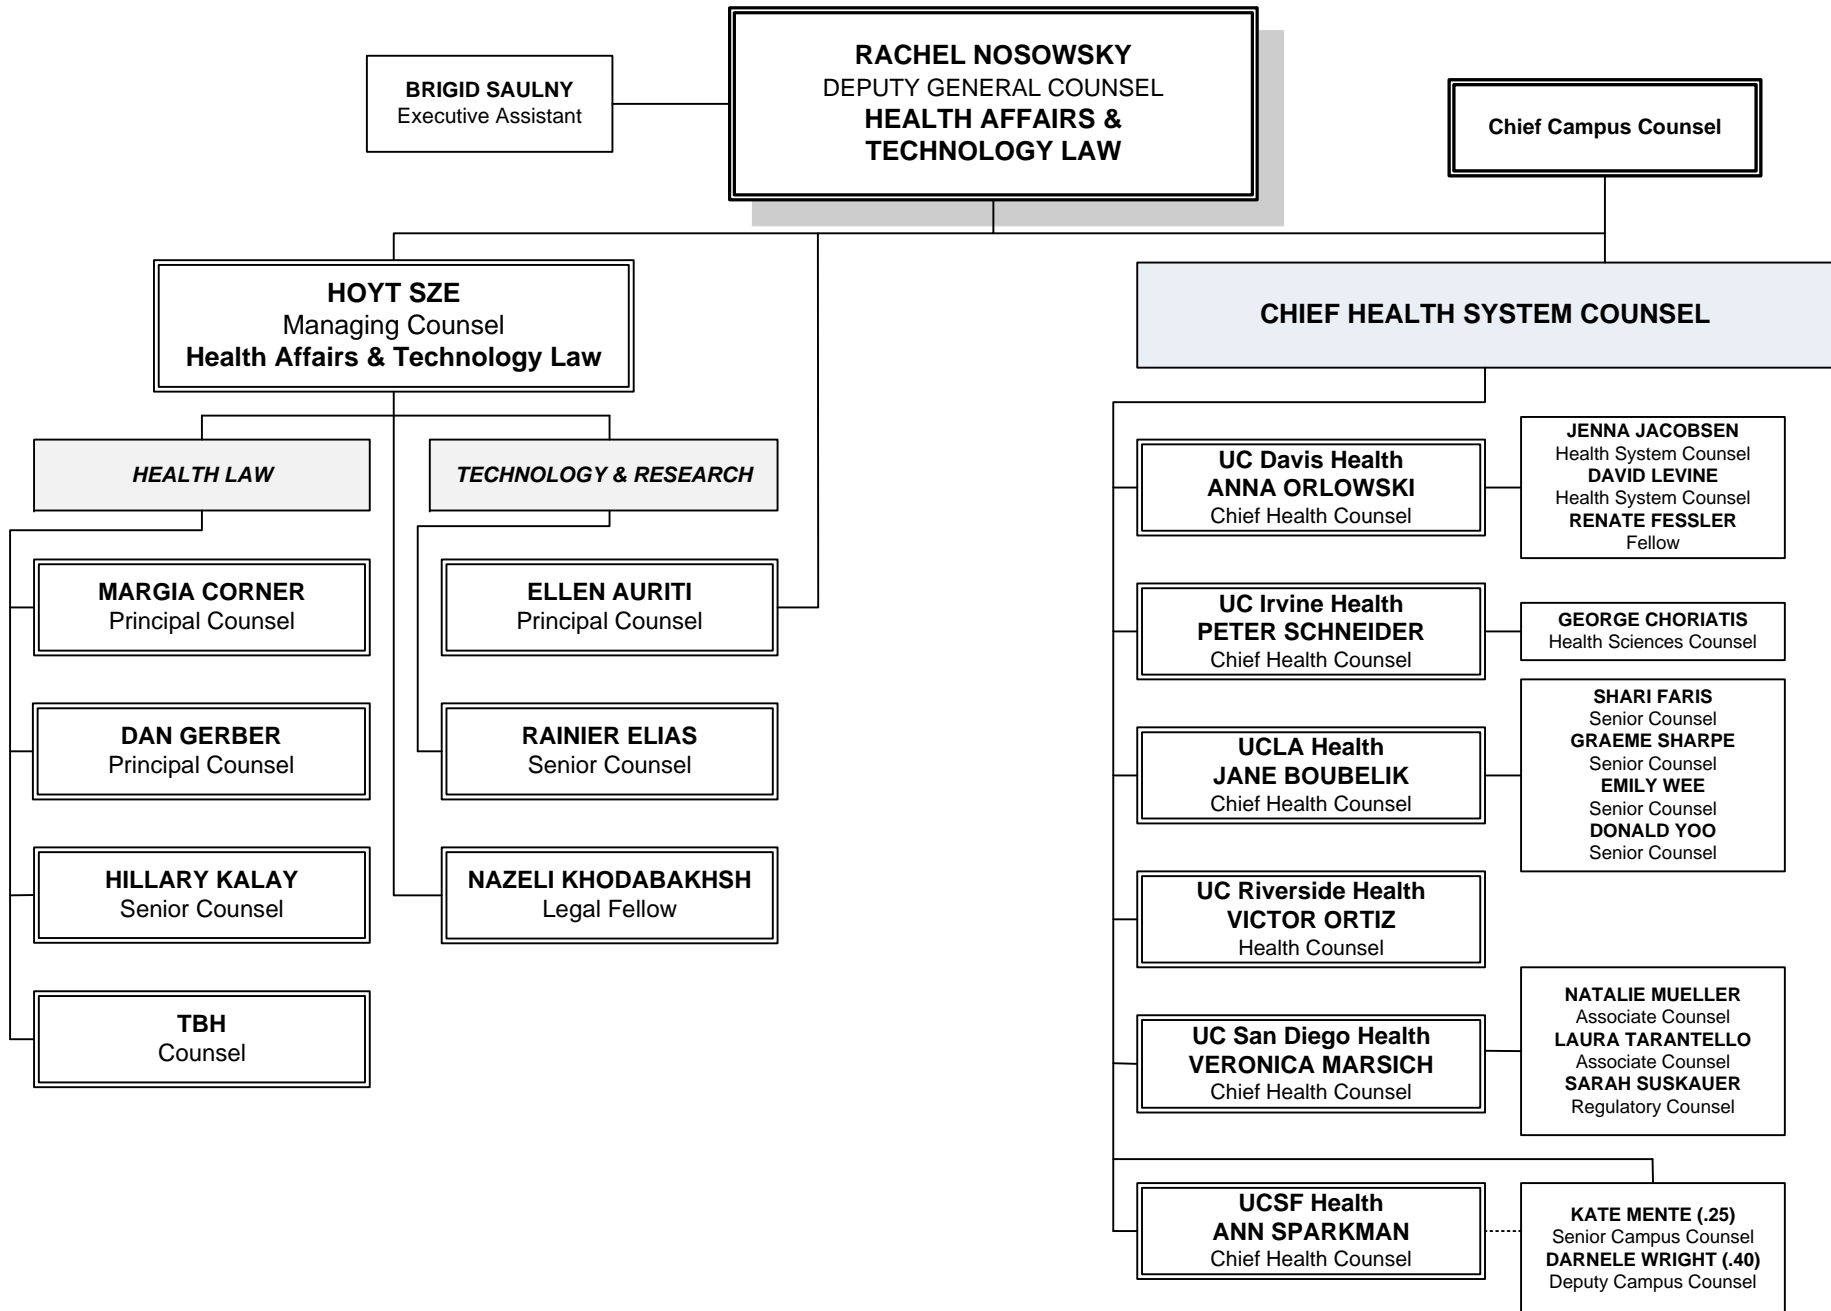 RACHEL NOSOWSKY
DEPUTY GENERAL COUNSEL
HEALTH AFFAIRS &
TECHNOLOGY LAW
BRIGID SAULNY
Executive Assistant
Chief Campus Counsel
HOYT SZE
Managing Counsel
Health Affairs & Technology Law
CHIEF HEALTH SYSTEM COUNSEL
HEALTH LAW
MARGIA CORNER
Principal Counsel
DAN GERBER
Principal Counsel
HILLARY KALAY
Senior Counsel
TBH
Counsel
TECHNOLOGY & RESEARCH
ELLEN AURITI
Principal Counsel
RAINIER ELIAS
Senior Counsel
NAZELI KHODABAKHSH
Legal Fellow
UC Davis Health
ANNA ORLOWSKI
Chief Health Counsel
JENNA JACOBSEN
Health System Counsel
DAVID LEVINE
Health System Counsel
RENATE FESSLER
Fellow
UC Irvine Health
PETER SCHNEIDER
Chief Health Counsel
GEORGE CHORIATIS
Health Sciences Counsel
UCLA Health
JANE BOUBELIK
Chief Health Counsel
SHARI FARIS
Senior Counsel
GRAEME SHARPE
Senior Counsel
EMILY WEE
Senior Counsel
DONALD YOO
Senior Counsel
UC Riverside Health
VICTOR ORTIZ
Health Counsel
UC San Diego Health
VERONICA MARSICH
Chief Health Counsel
NATALIE MUELLER
Associate Counsel
LAURA TARANTELLO
Associate Counsel
SARAH SUSKAUER
Regulatory Counsel
UCSF Health
ANN SPARKMAN
Chief Health Counsel
KATE MENTE (.25)
Senior Campus Counsel
DARNELE WRIGHT (.40)
Deputy Campus Counsel